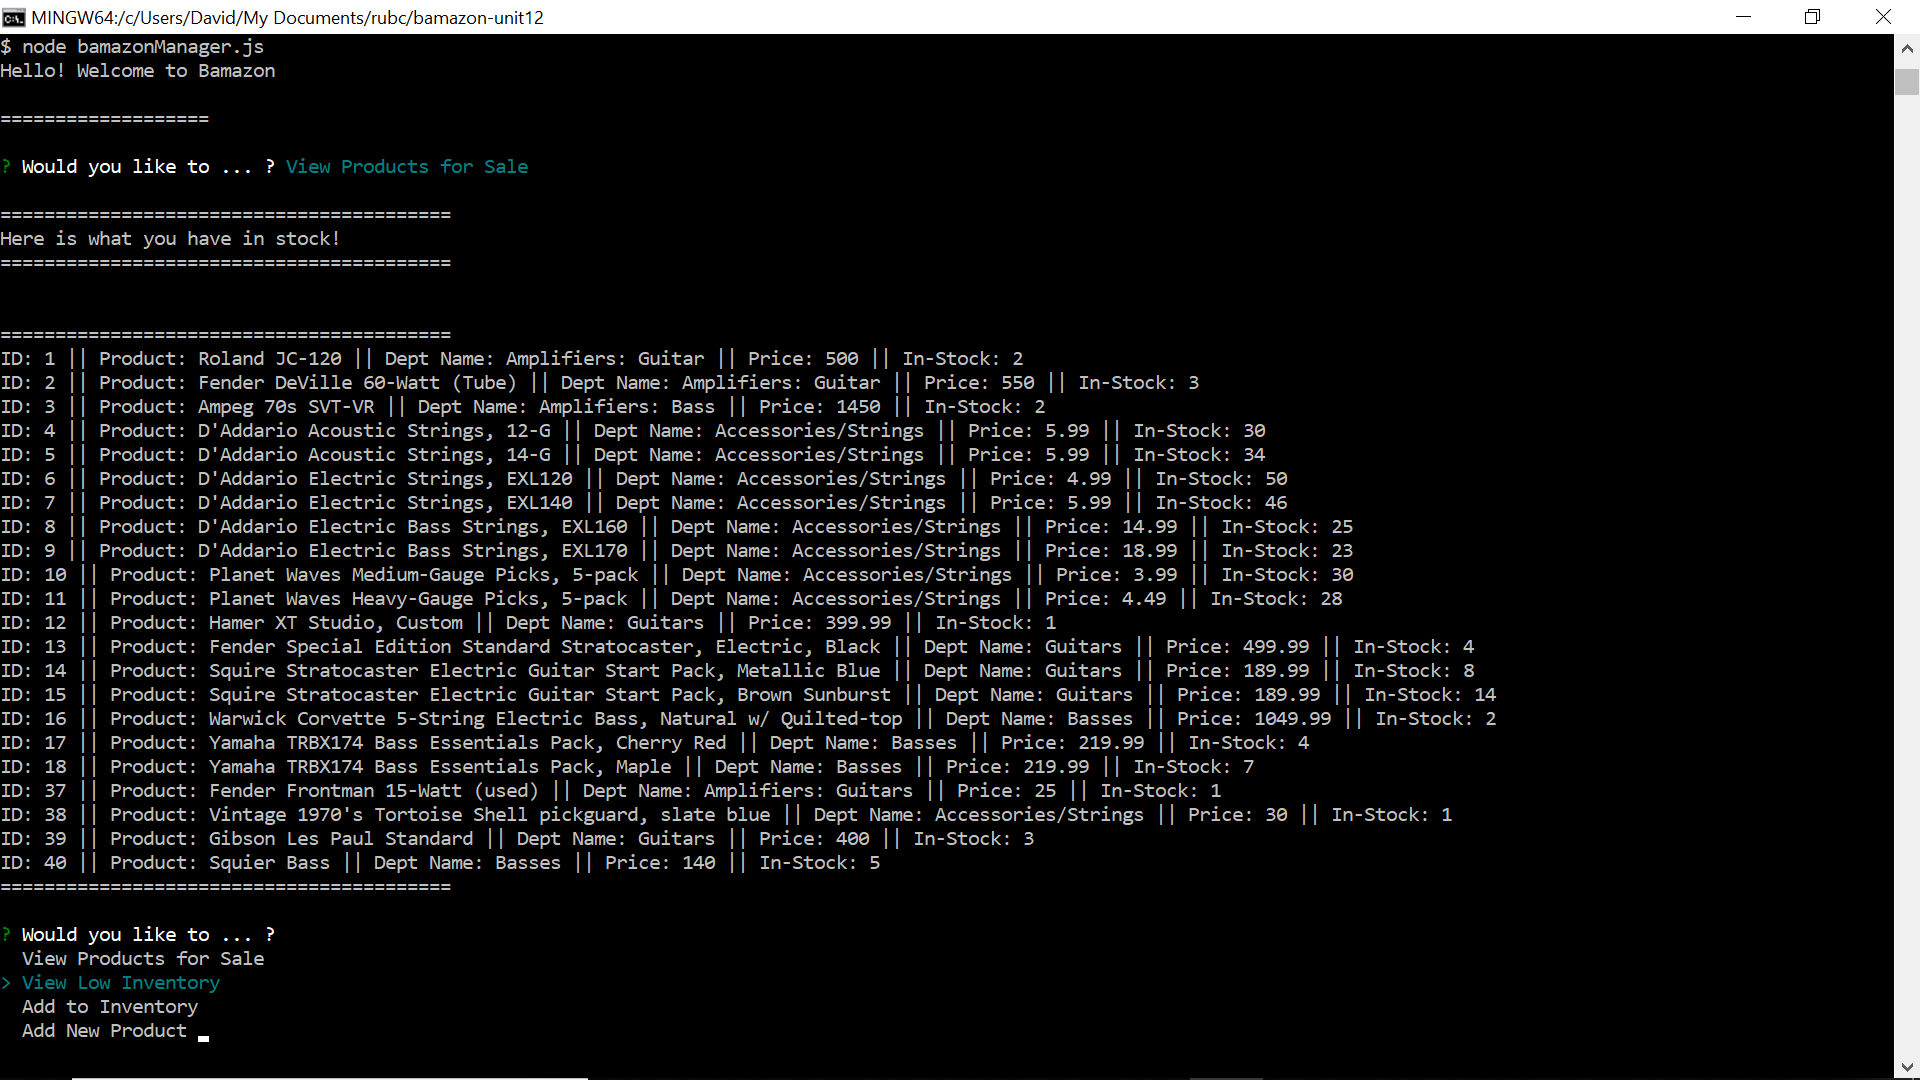 MINGW64:/c/Users/David/My Documents/rubc/bamazon-unit12
$ node bamazonManager.js
Hello! Welcome to Bamazon
===================
? Would you like to ... ? View Products for Sale
=========================================
Here is what you have in stock!
=========================================
=========================================
ID: 1 || Product: Roland JC-120 || Dept Name: Amplifiers: Guitar || Price: 500 || In-Stock: 2
ID: 2 || Product: Fender DeVille 60-Watt (Tube) || Dept Name: Amplifiers: Guitar || Price: 550 || In-Stock: 3
ID: 3 || Product: Ampeg 70s SVT-VR || Dept Name: Amplifiers: Bass || Price: 1450 || In-Stock: 2
ID: 4 || Product: D'Addario Acoustic Strings, 12-G || Dept Name: Accessories/Strings || Price: 5.99 || In-Stock: 30
ID: 5 || Product: D'Addario Acoustic Strings, 14-G || Dept Name: Accessories/Strings || Price: 5.99 || In-Stock: 34
ID: 6 || Product: D'Addario Electric Strings, EXL120 || Dept Name: Accessories/Strings || Price: 4.99 || In-Stock: 50
ID: 7 || Product: D'Addario Electric Strings, EXL140 || Dept Name: Accessories/Strings || Price: 5.99 || In-Stock: 46
ID: 8 || Product: D'Addario Electric Bass Strings, EXL160 || Dept Name: Accessories/Strings || Price: 14.99 || In-Stock: 25
ID: 9 || Product: D'Addario Electric Bass Strings, EXL170 || Dept Name: Accessories/Strings || Price: 18.99 || In-Stock: 23
ID: 10 || Product: Planet Waves Medium-Gauge Picks, 5-pack || Dept Name: Accessories/Strings || Price: 3.99 || In-Stock: 30
ID: 11 || Product: Planet Waves Heavy-Gauge Picks, 5-pack || Dept Name: Accessories/Strings || Price: 4.49 || In-Stock: 28
ID: 12 || Product: Hamer XT Studio, Custom || Dept Name: Guitars || Price: 399.99 || In-Stock: 1
ID: 13 || Product: Fender Special Edition Standard Stratocaster, Electric, Black || Dept Name: Guitars || Price: 499.99 || In-Stock: 4
ID: 14 || Product: Squire Stratocaster Electric Guitar Start Pack, Metallic Blue || Dept Name: Guitars || Price: 189.99 || In-Stock: 8
ID: 15 || Product: Squire Stratocaster Electric Guitar Start Pack, Brown Sunburst || Dept Name: Guitars || Price: 189.99 || In-Stock: 14
ID: 16 || Product: Warwick Corvette 5-String Electric Bass, Natural w/ Quilted-top || Dept Name: Basses || Price: 1049.99 || In-Stock: 2
ID: 17 || Product: Yamaha TRBX174 Bass Essentials Pack, Cherry Red || Dept Name: Basses || Price: 219.99 || In-Stock: 4
ID: 18 || Product: Yamaha TRBX174 Bass Essentials Pack, Maple || Dept Name: Basses || Price: 219.99 || In-Stock: 7
ID: 37 || Product: Fender Frontman 15-Watt (used) || Dept Name: Amplifiers: Guitars || Price: 25 || In-Stock: 1
ID: 38 || Product: Vintage 1970's Tortoise Shell pickguard, slate blue || Dept Name: Accessories/Strings || Price: 30 || In-Stock: 1
ID: 39 || Product: Gibson Les Paul Standard || Dept Name: Guitars || Price: 400 || In-Stock: 3
ID: 40 || Product: Squier Bass || Dept Name: Basses || Price: 140 || In-Stock: 5
=========================================
? Would you like to ... ?
View Products for Sale
> View Low Inventory
Add to Inventory
Add New Product